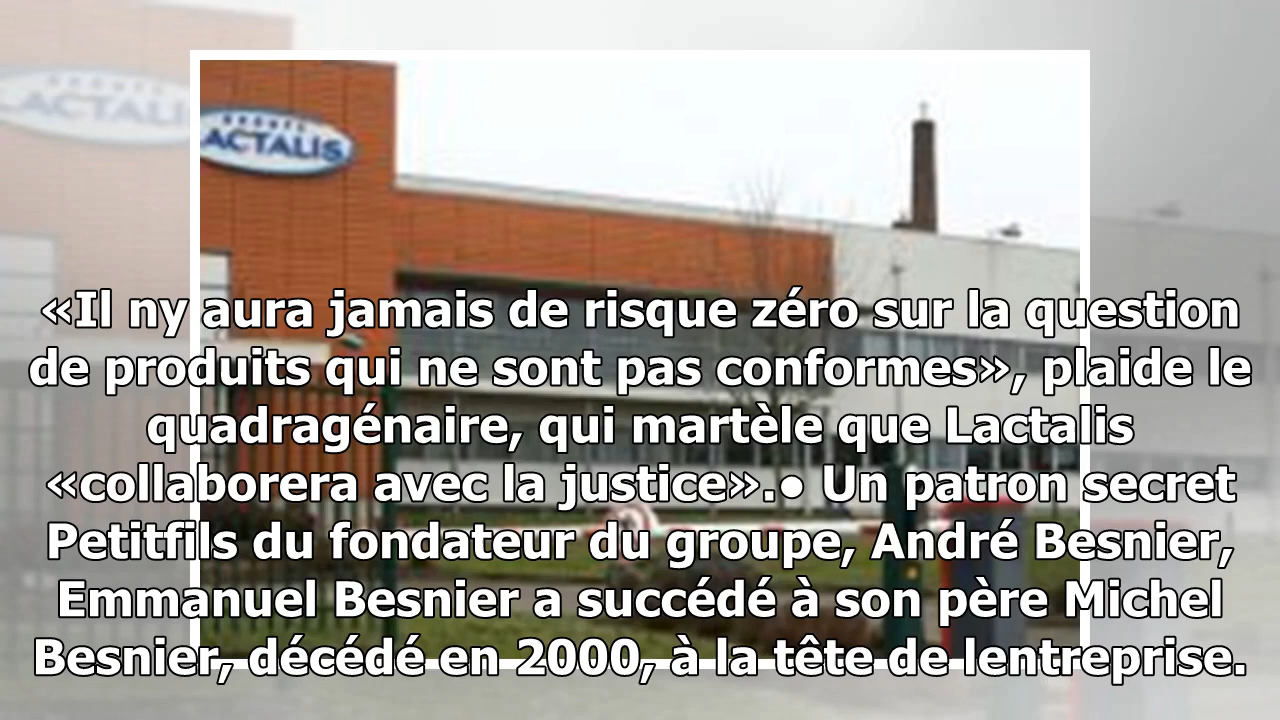 GROUPE
LACTALIS
ACTALIS
«Il ny aura jamais de risque zéro sur la question
de produits qui ne sont pas conformes», plaide le
quadragénaire, qui martèle que Lactalis
«collaborera avec la justice».● Un patron secret
Petitfils du fondateur du groupe, André Besnier,
Emmanuel Besnier a succédé à son père Michel
Besnier, décédé en 2000, à la tête de lentreprise.